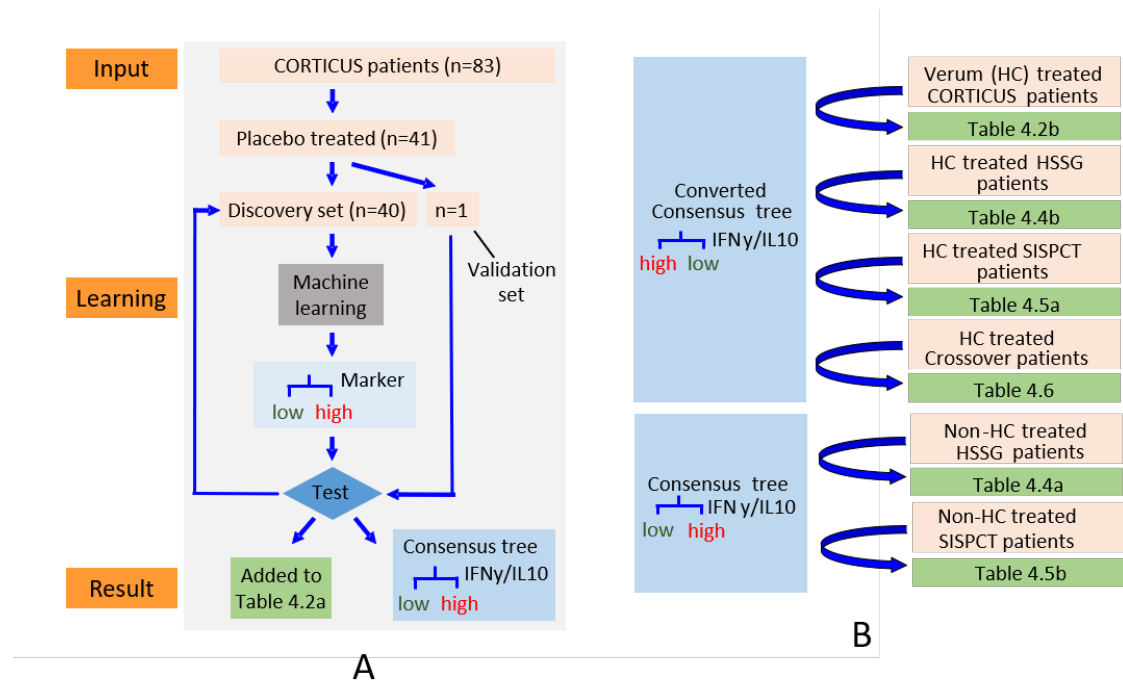 Input
CORTICUS patients (n=83)
Placebo treated (n=41)
Discovery set (n=40)
n=1
Validation
set
Learning
Machine
learning
Marker
low high
Test
Result
Added to
Table 4.2a
Consensus tree
IFNy/IL10
low high
A
Converted
Consensus tree
IFNy/IL10
high low
Consensus tree
IFN y/IL10
low high
Verum (HC) treated
CORTICUS patients
Table 4.2b
HC treated HSSG
patients
Table 4.4b
HC treated SISPCT
patients
Table 4.5a
HC treated
Crossover patients
Table 4.6
Non-HC treated
HSSG patients
Table 4.4a
Non-HC treated
SISPCT patients
Table 4.5b
B